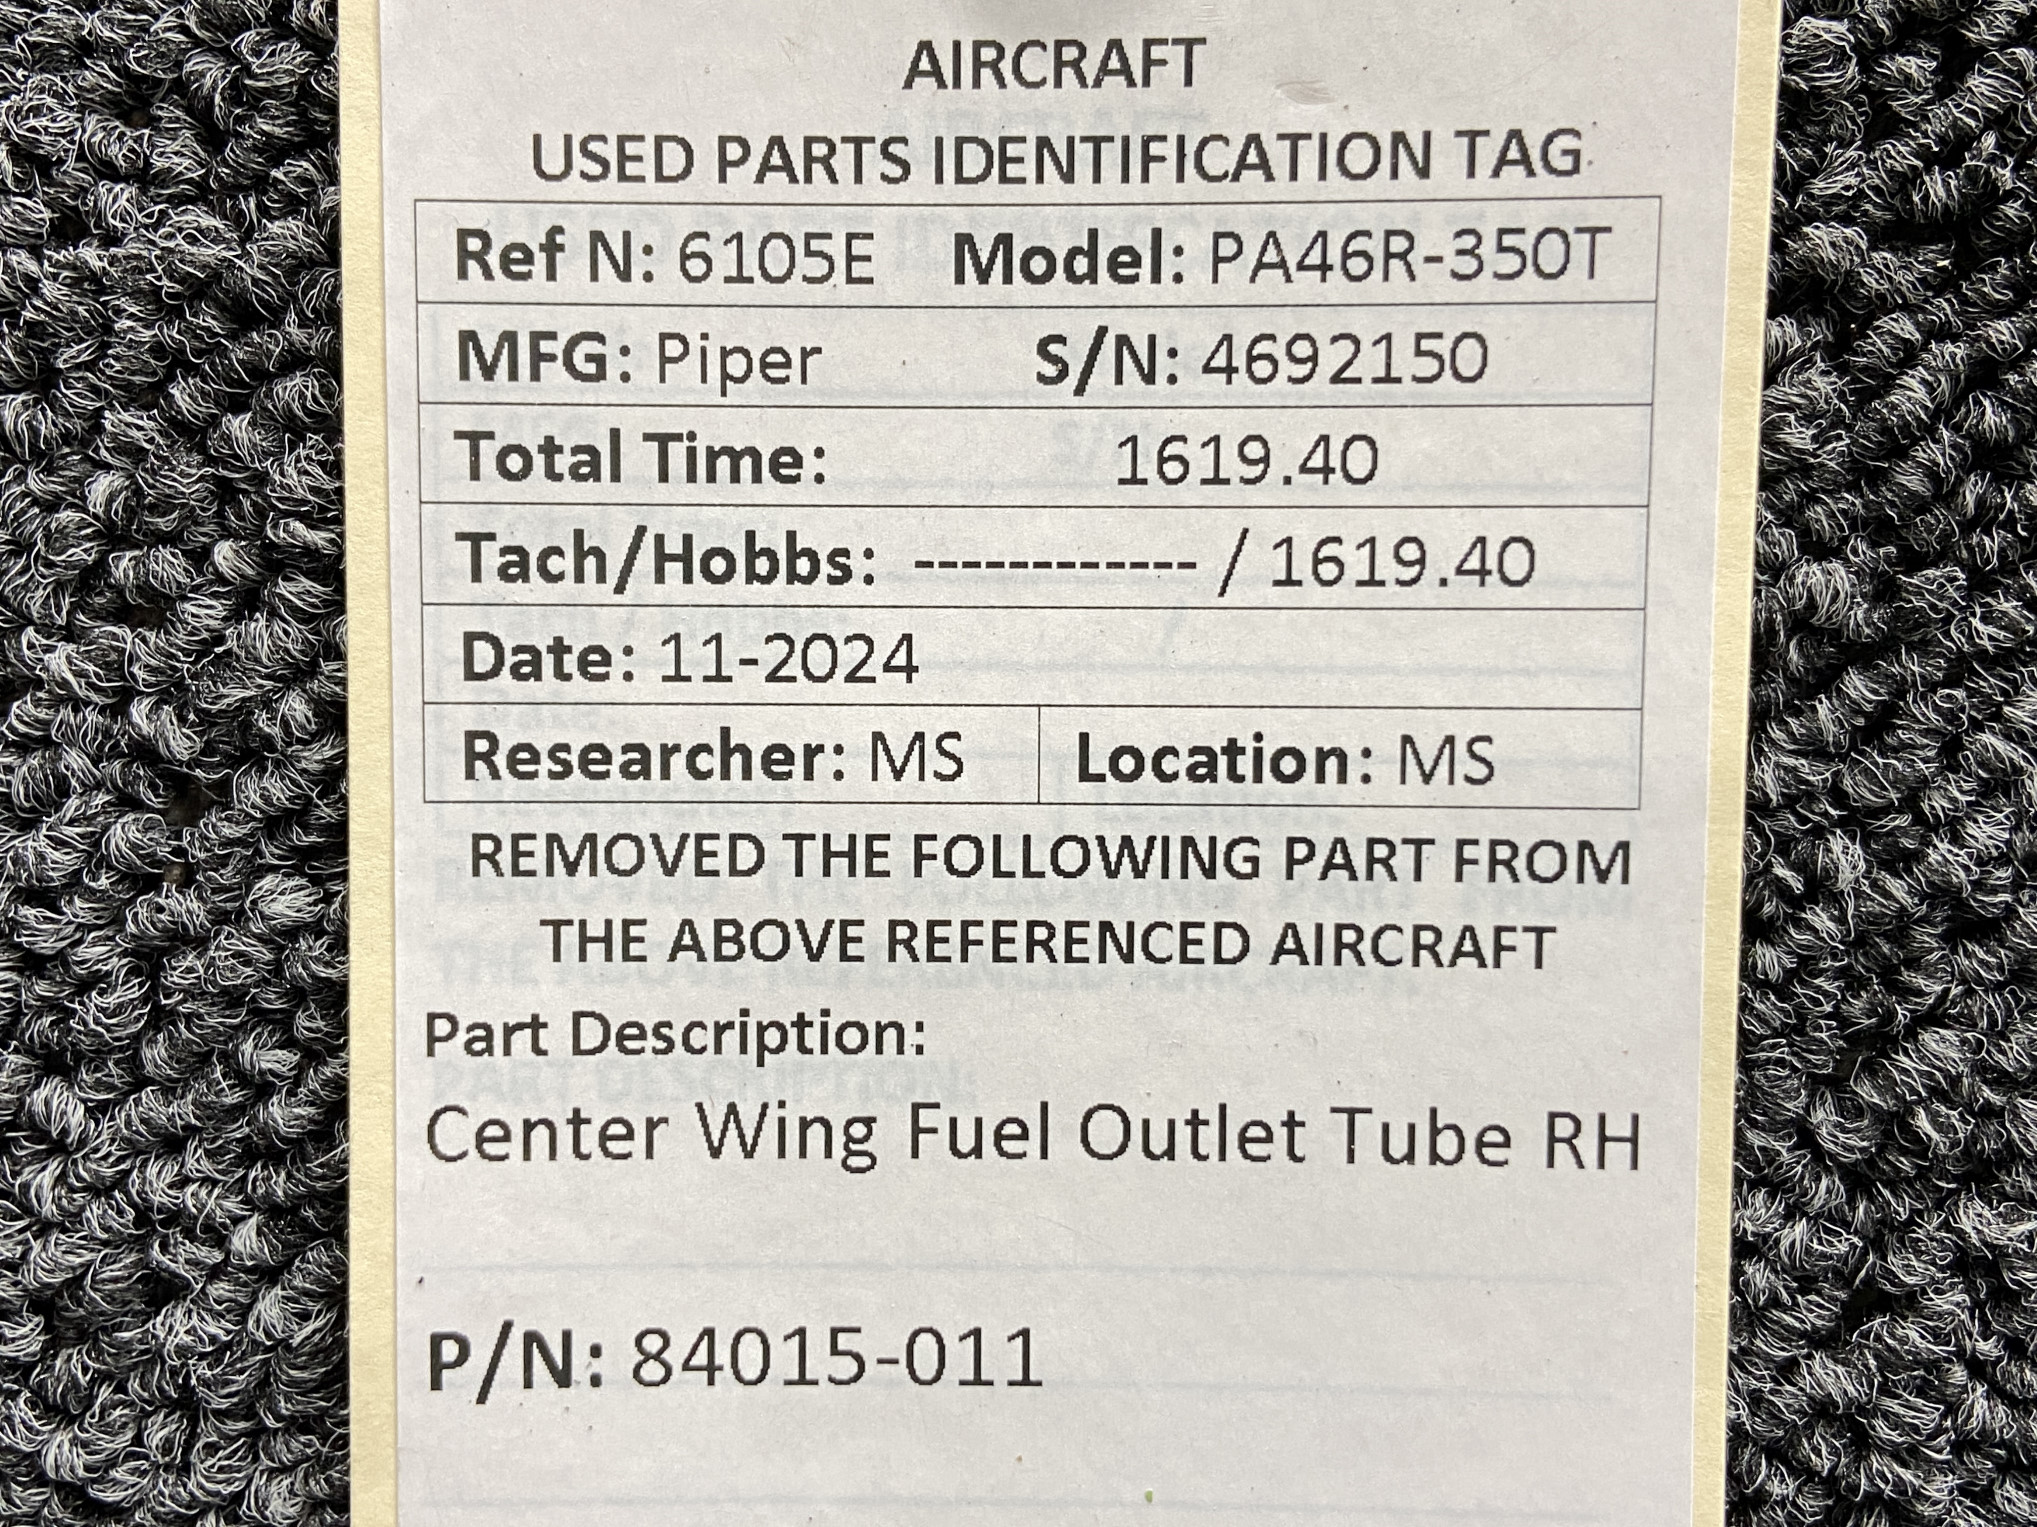 AIRCRAFT
USED PARTS IDENTIFICATION TAG
Ref N: 6105E Model: PA46R-350T
MFG: Piper S/N: 4692150
Total Time: 1619.40
Tach/Hobbs: ------------ / 1619.40
Date: 11-2024
Researcher: MS Location: MS
REMOVED THE FOLLOWING PART FROM
THE ABOVE REFERENCED AIRCRAFT
Part Description:
Center Wing Fuel Outlet Tube RH
P/N: 84015-011